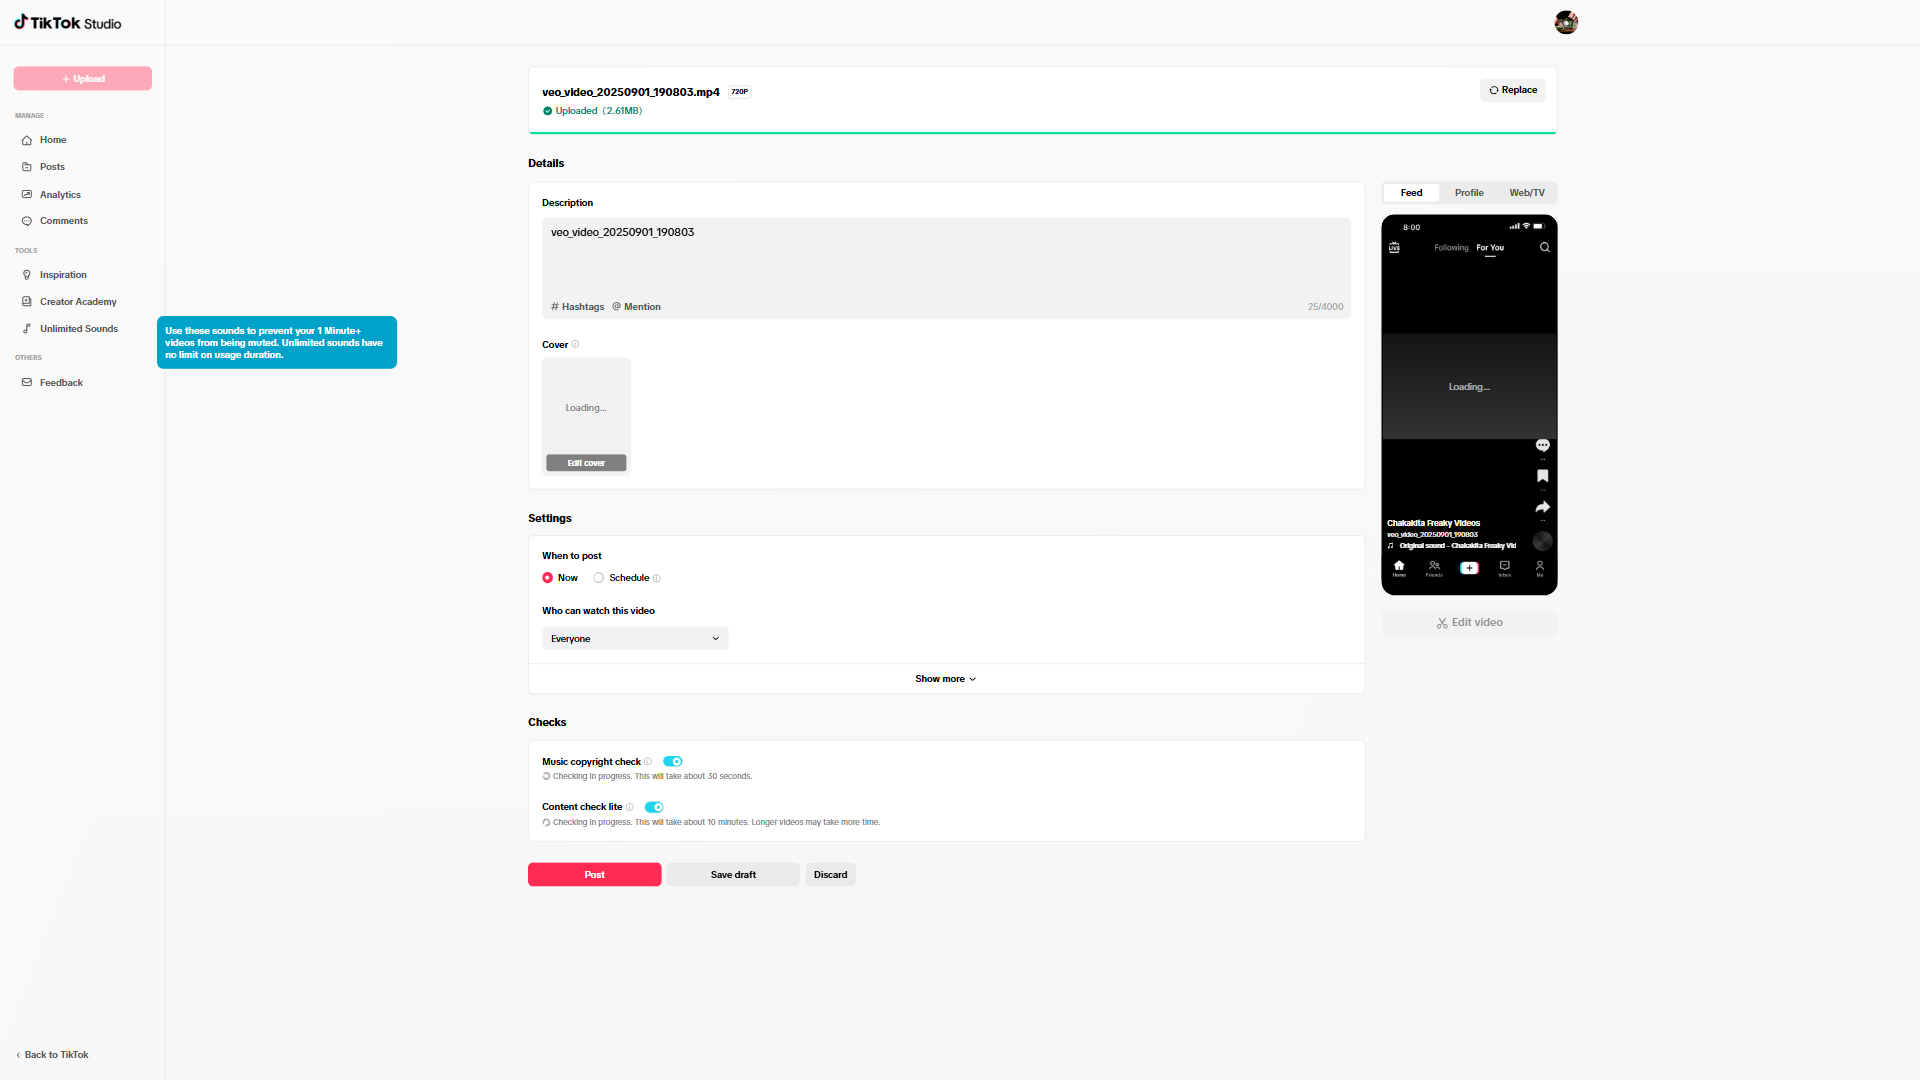 TikTok Studio
+ Upload
MANAGE
Home
Posts
Analytics
Comments
TOOLS
Inspiration
Creator Academy
Unlimited Sounds
OTHERS
Feedback
Back to TikTok
Use these sounds to prevent your 1 Minute+
videos from being muted. Unlimited sounds have
no limit on usage duration.
veo_video_20250901_190803.mp4 720P
Uploaded (2.61MB)
Replace
Details
Description
veo_video_20250901_190803
# Hashtags @ Mention 25/4000
Cover
Loading...
Edit cover
Settings
When to post
Now Schedule
Who can watch this video
Everyone
Show more
Checks
Music copyright check
Checking in progress. This will take about 30 seconds.
Content check lite
Checking in progress. This will take about 10 minutes. Longer videos may take more time.
Post Save draft Discard
Feed Profile Web/TV
8:00
LIVE Following For You
Loading...
Chakakita Freaky Videos
veo_video_20250901_190803
Original sound - Chakakita Freaky Vid
Home Friends Inbox Me
Edit video